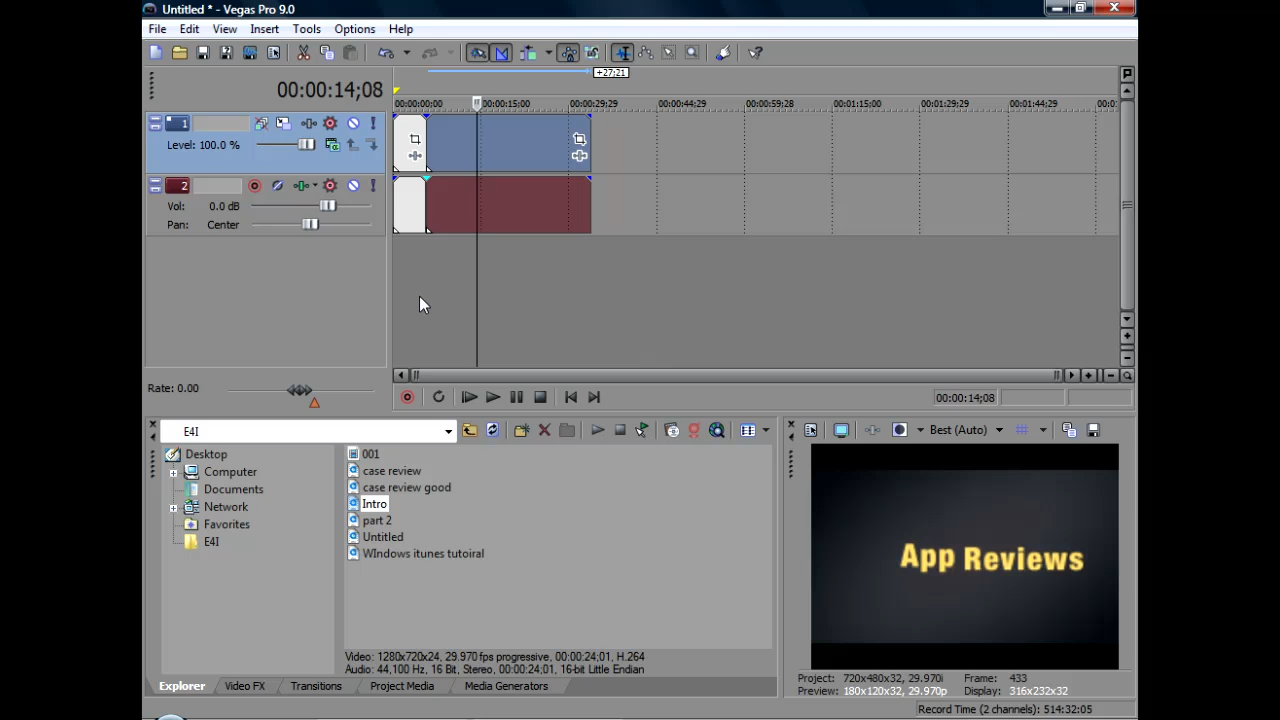 Untitled * - Vegas Pro 9.0
File Edit View Insert Tools Options Help
00:00:14;08
+27;21
00:00:00;00 00:00:15;00 00:00:29;29 00:00:44;29 00:00:59;28 00:01:15;00 00:01:29;29 00:01:44;29 00:0
1
Level: 100.0 %
2
Vol: 0.0 dB
Pan: Center
Rate: 0.00
00:00:14;08
E4I
Best (Auto)
Desktop
Computer
Documents
Network
Favorites
E4I
001
case review
case review good
Intro
part 2
Untitled
WIndows itunes tutoiral
App Reviews
Video: 1280x720x24, 29.970 fps progressive, 00:00:24;01, H.264
Audio: 44,100 Hz, 16 Bit, Stereo, 00:00:24;01, 16-bit Little Endian
Explorer Video FX Transitions Project Media Media Generators
Project: 720x480x32, 29.970i Frame: 433
Preview: 180x120x32, 29.970p Display: 316x232x32
Record Time (2 channels): 514:32:05